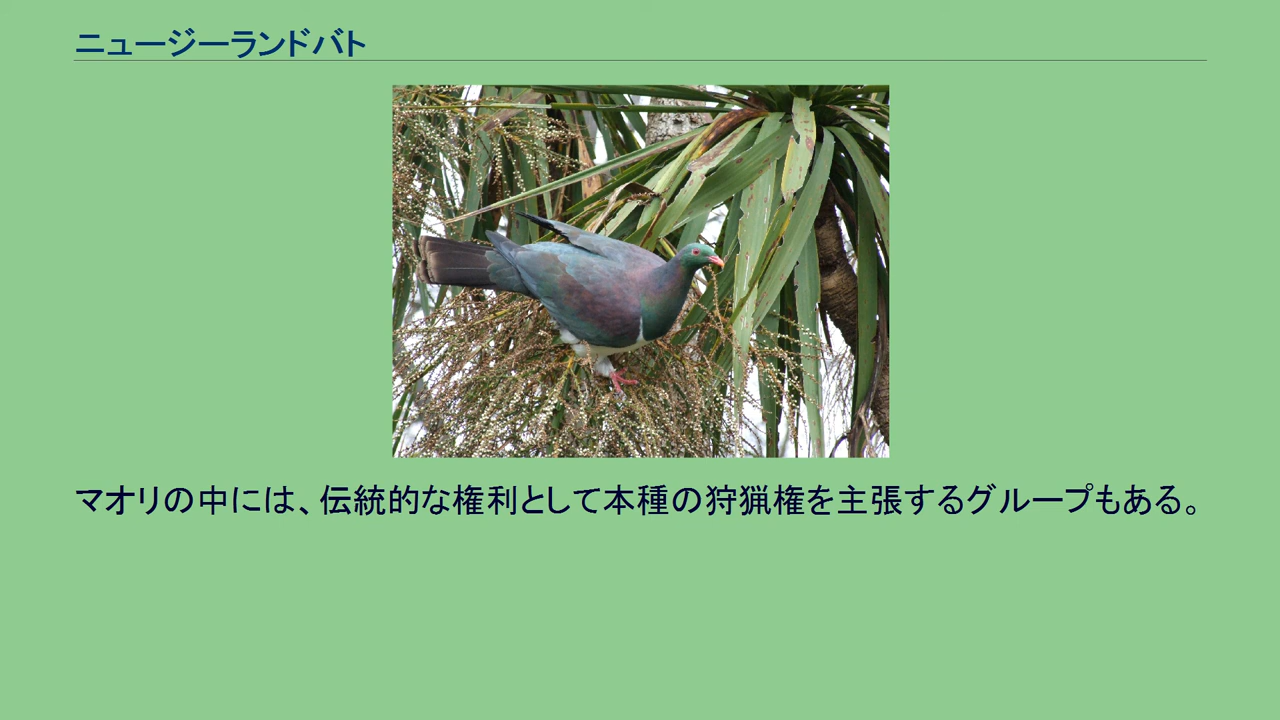 ニュージーランドバト
マオリの中には、伝統的な権利として本種の狩猟権を主張するグループもある。